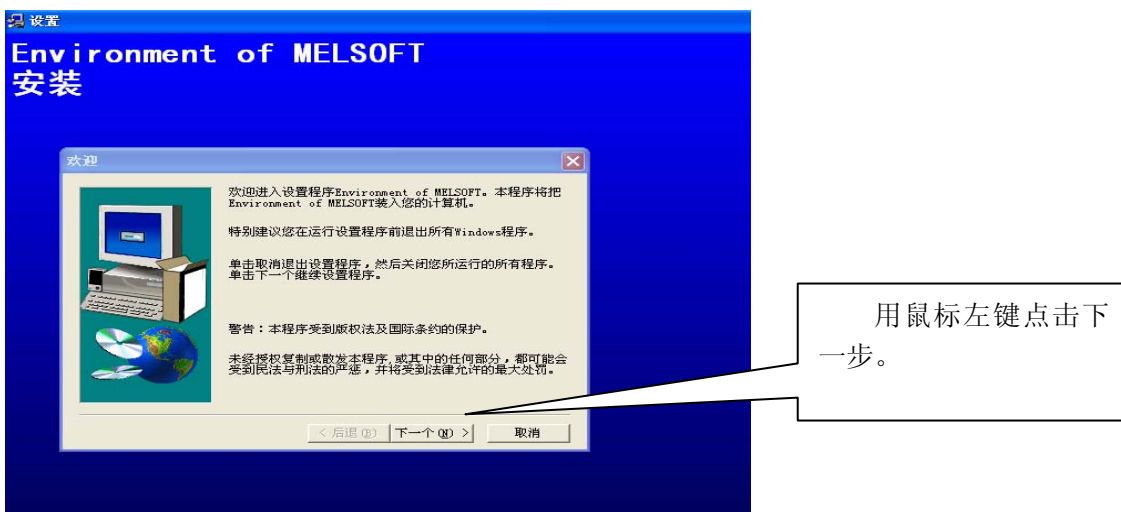 设置
Environment of MELSOFT
安装
欢迎
欢迎进入设置程序Environment of MELSOFT。本程序将把
Environment of MELSOFT装入您的计算机。
特别建议您在运行设置程序前退出所有Windows程序。
单击取消退出设置程序，然后关闭您所运行的所有程序。
单击下一个继续设置程序。
警告：本程序受到版权法及国际条约的保护。
未经授权复制或散发本程序,或其中的任何部分，都可能会
受到民法与刑法的严惩，并将受到法律允许的最大处罚。
< 后退(B)
下一个(N) >
取消
用鼠标左键点击下
一步。